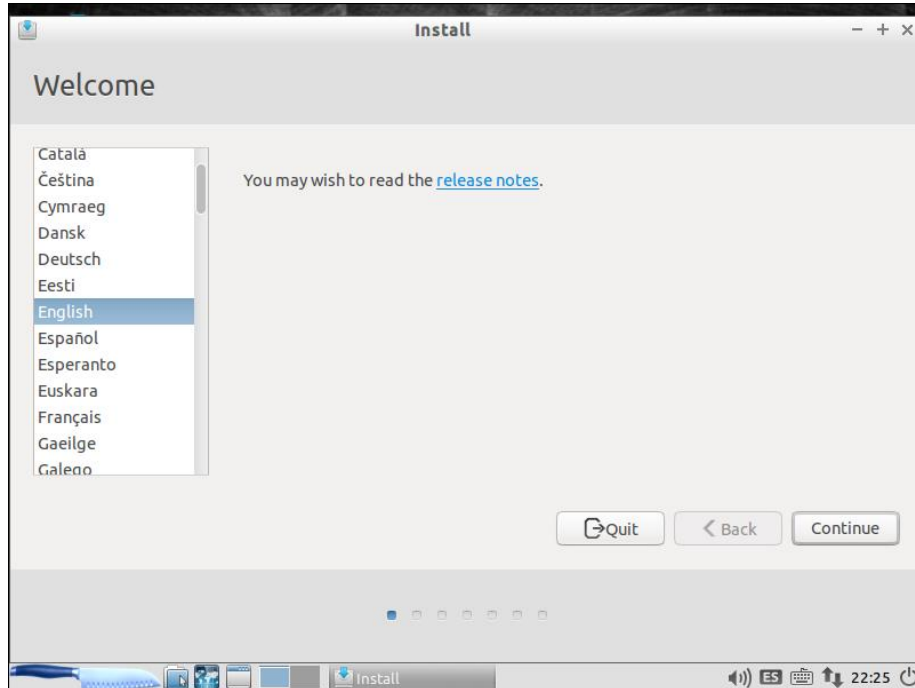 Install
Welcome
Català
Čeština
Cymraeg
Dansk
Deutsch
Eesti
English
Español
Esperanto
Euskara
Français
Gaeilge
Galego
You may wish to read the release notes.
Quit
Back
Continue
Install
ES
22:25